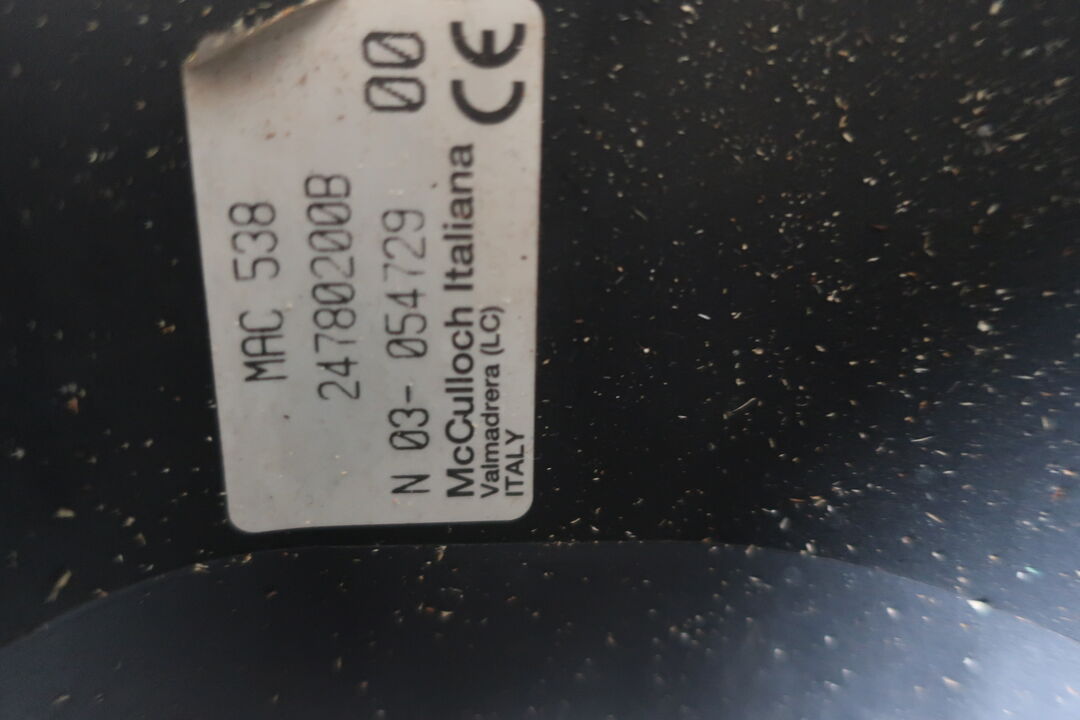 MAC 538
24780200B
N 03- 054729 00
McCulloch Italiana CE
Valmadrera (LC)
ITALY